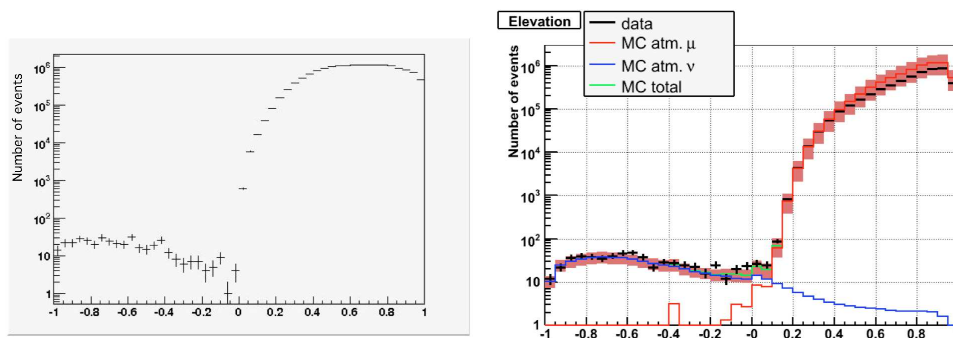 Number of events
10⁶
10⁵
10⁴
10³
10²
10
1
-1 -0.8 -0.6 -0.4 -0.2 0 0.2 0.4 0.6 0.8 1
Elevation
data
MC atm. μ
MC atm. ν
MC total
Number of events
10⁶
10⁵
10⁴
10³
10²
10
1
-1 -0.8 -0.6 -0.4 -0.2 -0 0.2 0.4 0.6 0.8